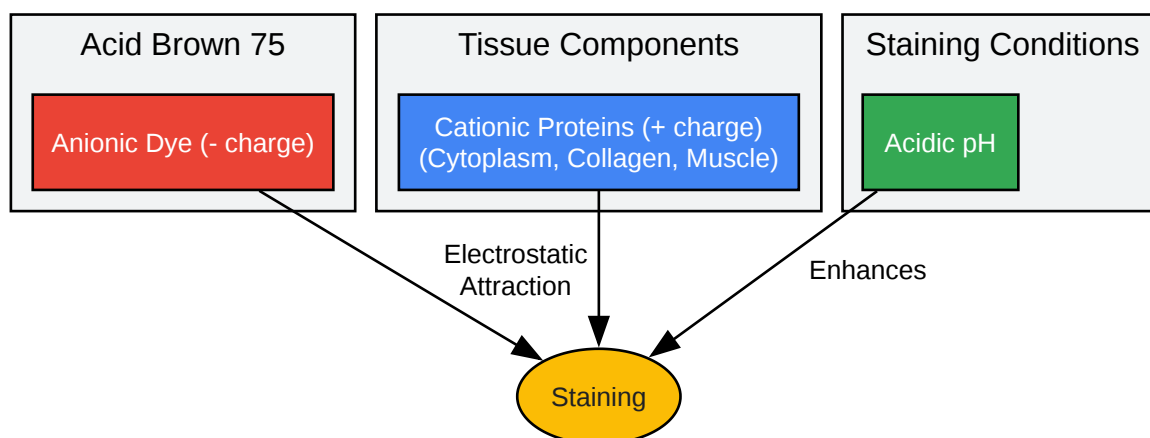 Acid Brown 75
Tissue Components
Staining Conditions
Anionic Dye (- charge)
Cationic Proteins (+ charge)
(Cytoplasm, Collagen, Muscle)
Acidic pH
Electrostatic
Attraction
Enhances
Staining